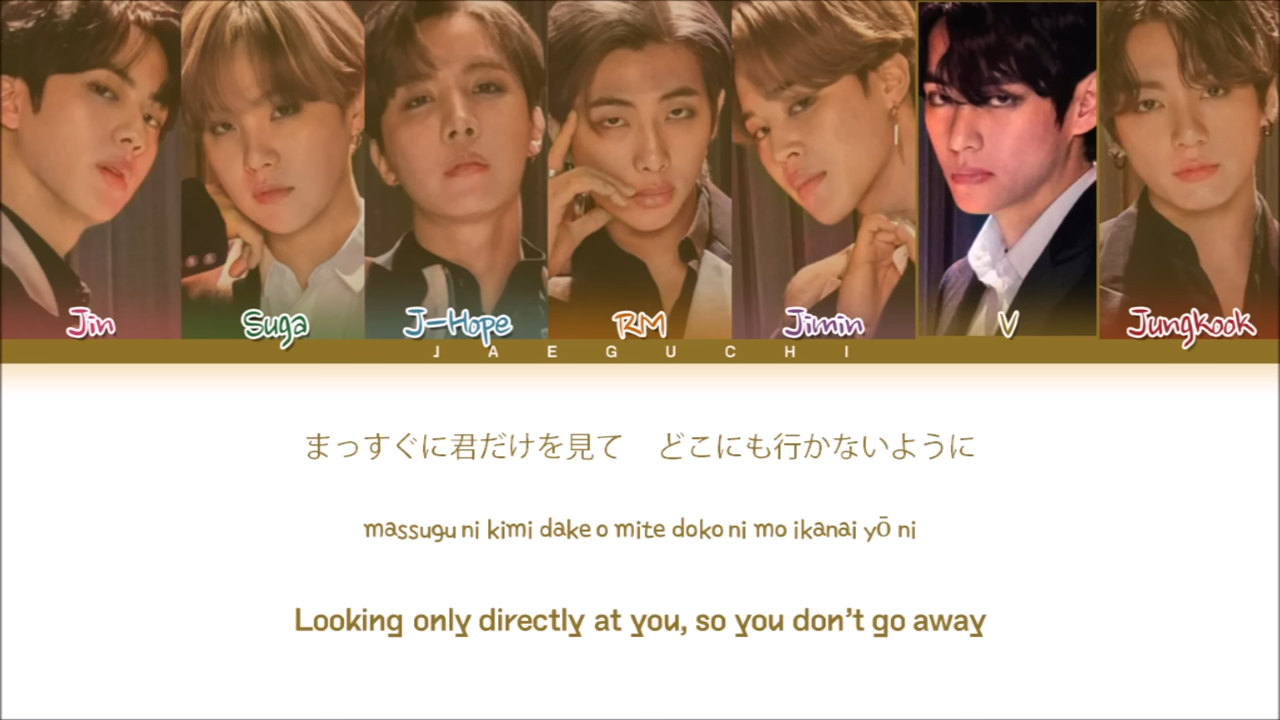 Jin Suga J-Hope RM Jimin V Jungkook
JAEGUCHI
まっすぐに君だけを見て　どこにも行かないように
massugu ni kimi dake o mite doko ni mo ikanai yō ni
Looking only directly at you, so you don't go away